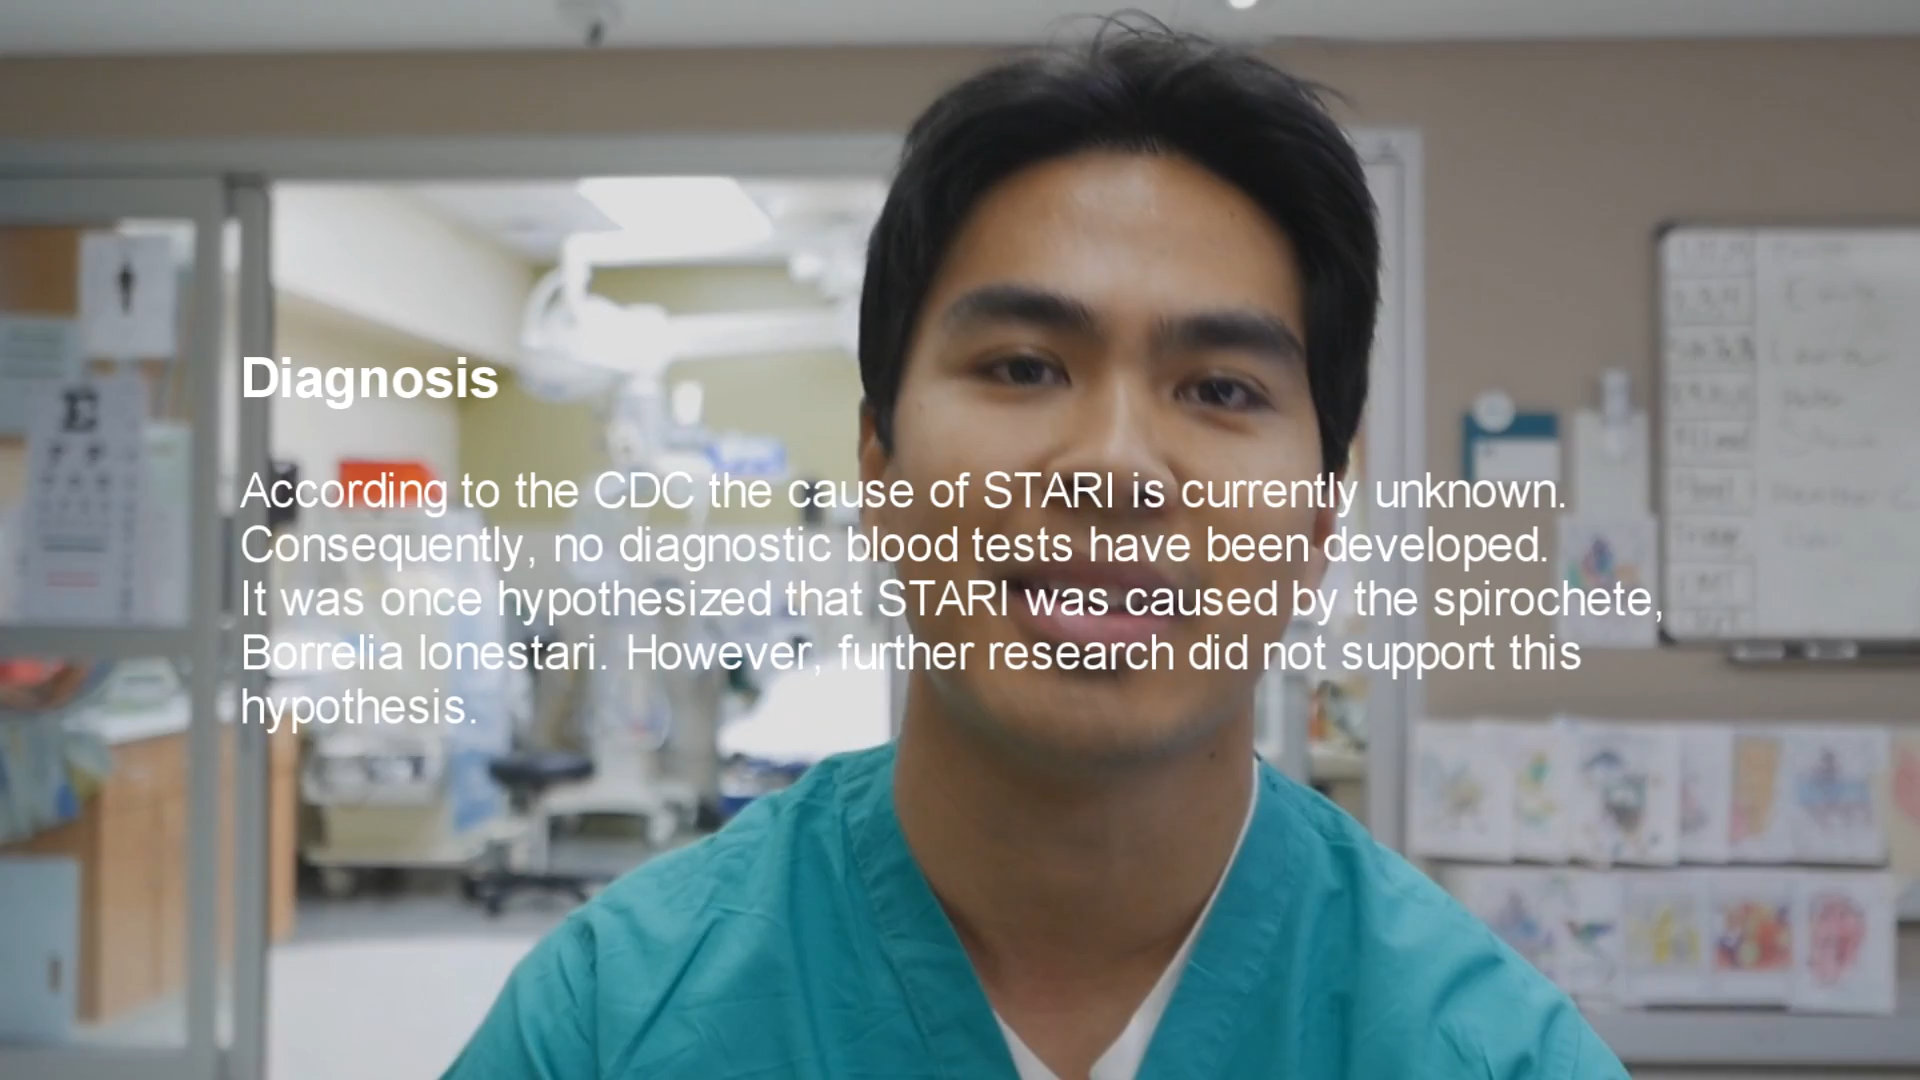 Diagnosis
According to the CDC the cause of STARI is currently unknown.
Consequently, no diagnostic blood tests have been developed.
It was once hypothesized that STARI was caused by the spirochete,
Borrelia lonestari. However, further research did not support this
hypothesis.
E